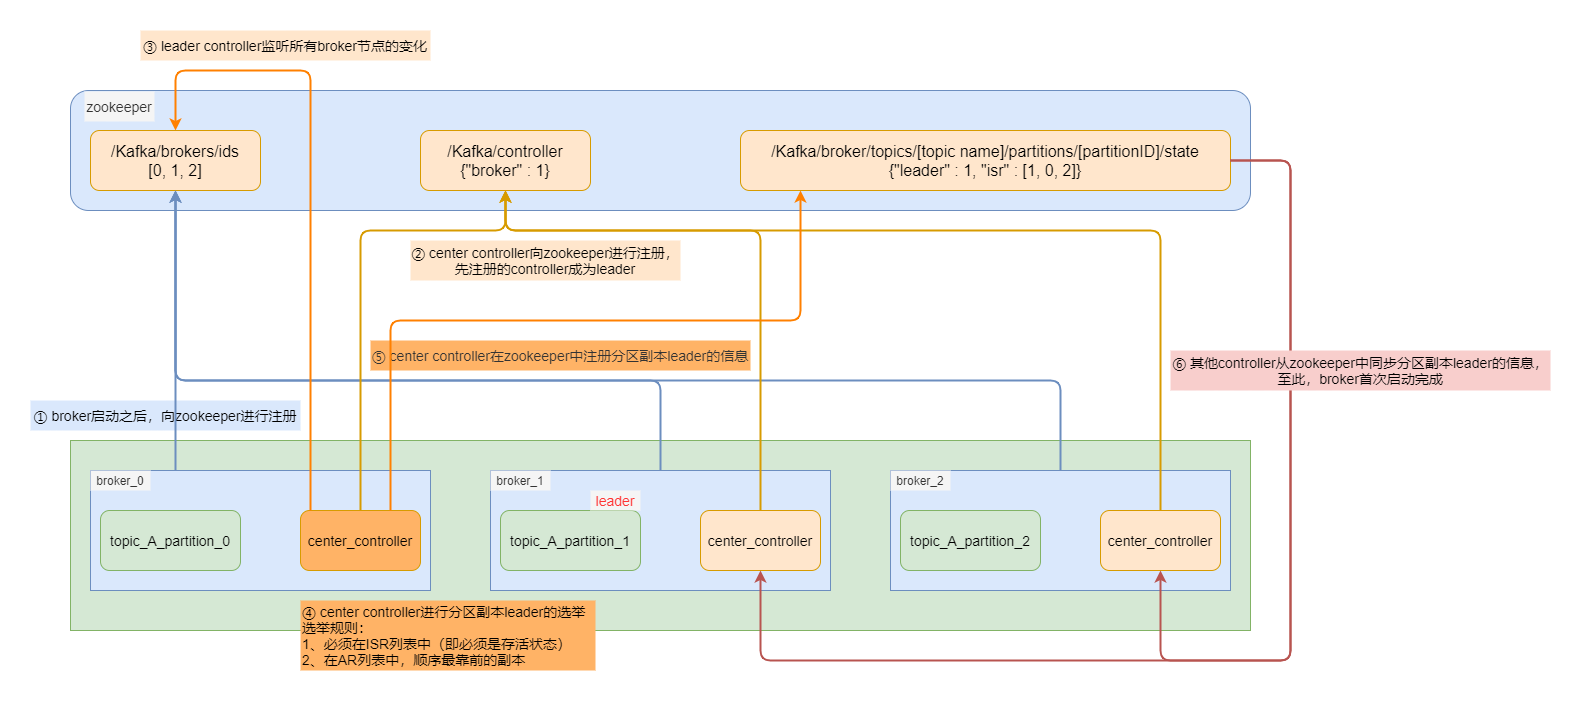 ③ leader controller监听所有broker节点的变化
zookeeper
/Kafka/brokers/ids
[0, 1, 2]
/Kafka/controller
{"broker" : 1}
/Kafka/broker/topics/[topic name]/partitions/[partitionID]/state
{"leader" : 1, "isr" : [1, 0, 2]}
② center controller向zookeeper进行注册，
先注册的controller成为leader
⑤ center controller在zookeeper中注册分区副本leader的信息
⑥ 其他controller从zookeeper中同步分区副本leader的信息，
至此，broker首次启动完成
① broker启动之后，向zookeeper进行注册
broker_0
topic_A_partition_0
center_controller
broker_1
leader
topic_A_partition_1
center_controller
broker_2
topic_A_partition_2
center_controller
④ center controller进行分区副本leader的选举
选举规则：
1、必须在ISR列表中（即必须是存活状态）
2、在AR列表中，顺序最靠前的副本